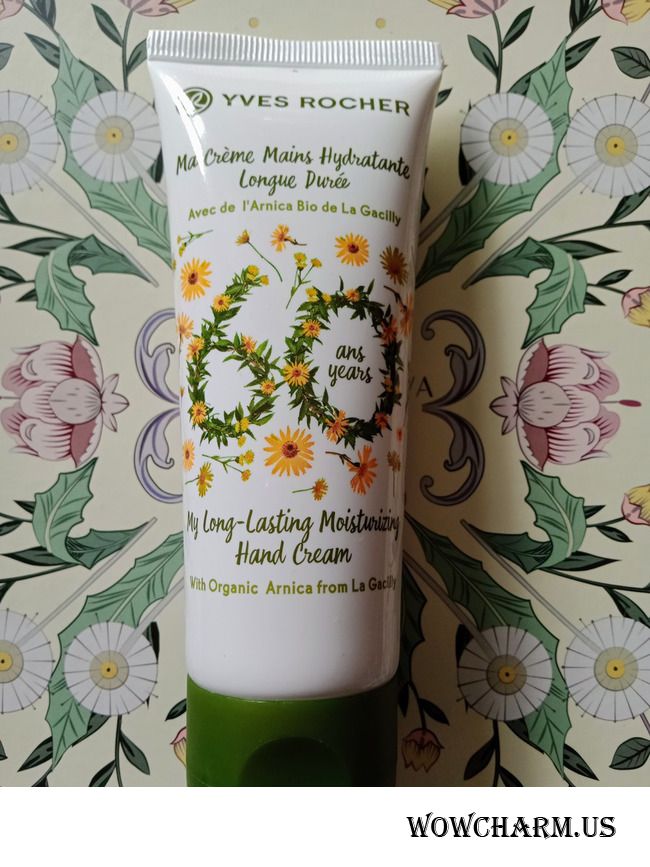 YVES ROCHER
Ma Crème Mains Hydratante
Longue Durée
Avec de l'Arnica Bio de La Gacilly
60
ans
years
My Long-Lasting Moisturizing
Hand Cream
With Organic Arnica from La Gacilly
WOWCHARM.US